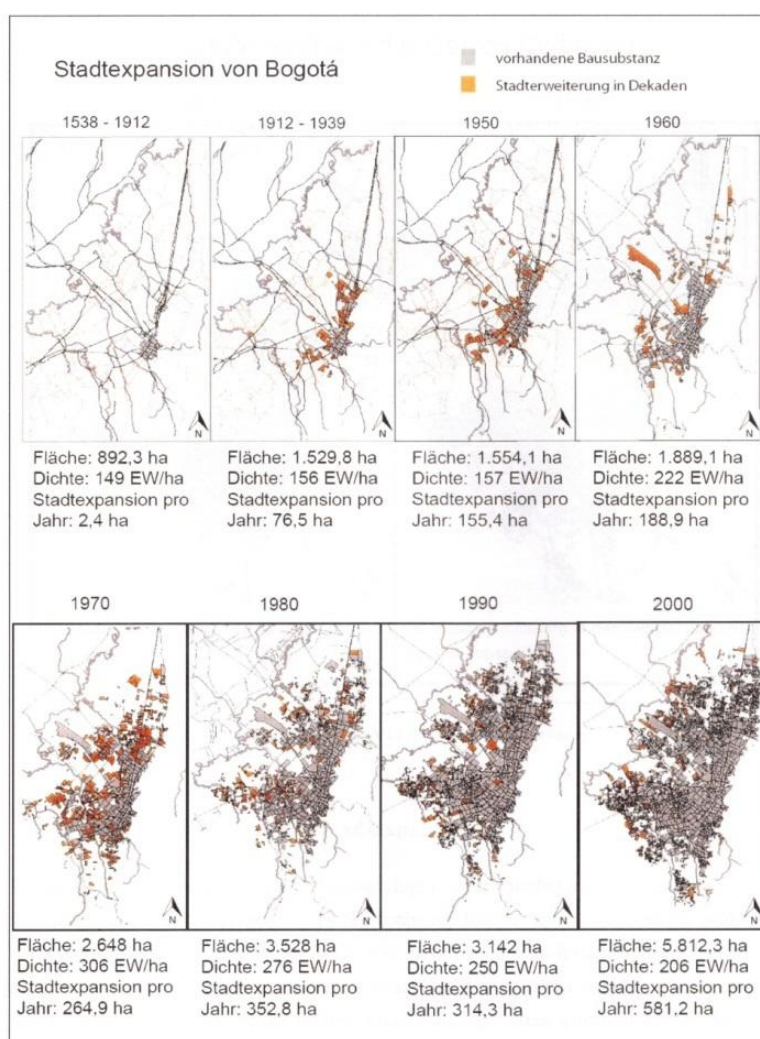 Stadtexpansion von Bogotá
vorhandene Bausubstanz
Stadterweiterung in Dekaden
1538 - 1912
1912 - 1939
1950
1960
N
N
N
N
Fläche: 892,3 ha
Dichte: 149 EW/ha
Stadtexpansion pro
Jahr: 2,4 ha
Fläche: 1.529,8 ha
Dichte: 156 EW/ha
Stadtexpansion pro
Jahr: 76,5 ha
Fläche: 1.554,1 ha
Dichte: 157 EW/ha
Stadtexpansion pro
Jahr: 155,4 ha
Fläche: 1.889,1 ha
Dichte: 222 EW/ha
Stadtexpansion pro
Jahr: 188,9 ha
1970
1980
1990
2000
N
N
N
N
Fläche: 2.648 ha
Dichte: 306 EW/ha
Stadtexpansion pro
Jahr: 264,9 ha
Fläche: 3.528 ha
Dichte: 276 EW/ha
Stadtexpansion pro
Jahr: 352,8 ha
Fläche: 3.142 ha
Dichte: 250 EW/ha
Stadtexpansion pro
Jahr: 314,3 ha
Fläche: 5.812,3 ha
Dichte: 206 EW/ha
Stadtexpansion pro
Jahr: 581,2 ha